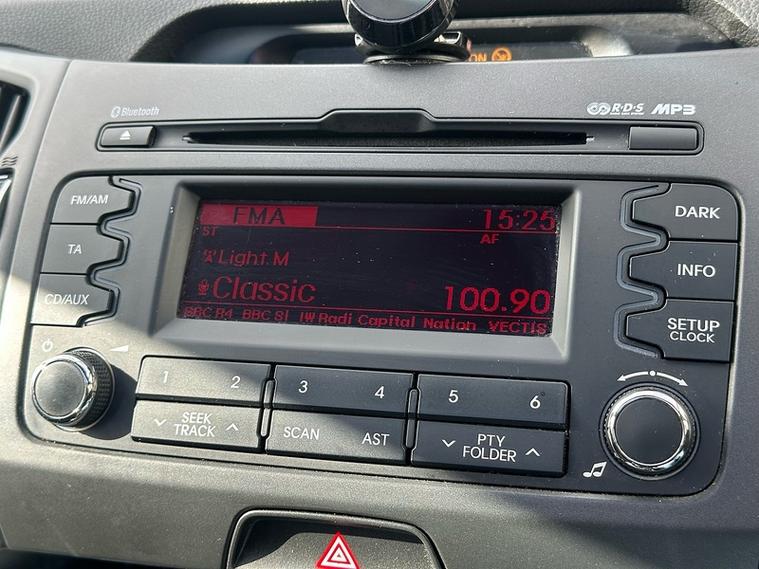 ON
Bluetooth
R·D·S MP3
FM/AM
TA
CD/AUX
FMA 15:25
ST AF
Light M
Classic 100.90
BBC R4 BBC S| IW Radi Capital Nation VECTIS
DARK
INFO
SETUP
CLOCK
1 2 3 4 5 6
SEEK
TRACK
SCAN AST
PTY
FOLDER